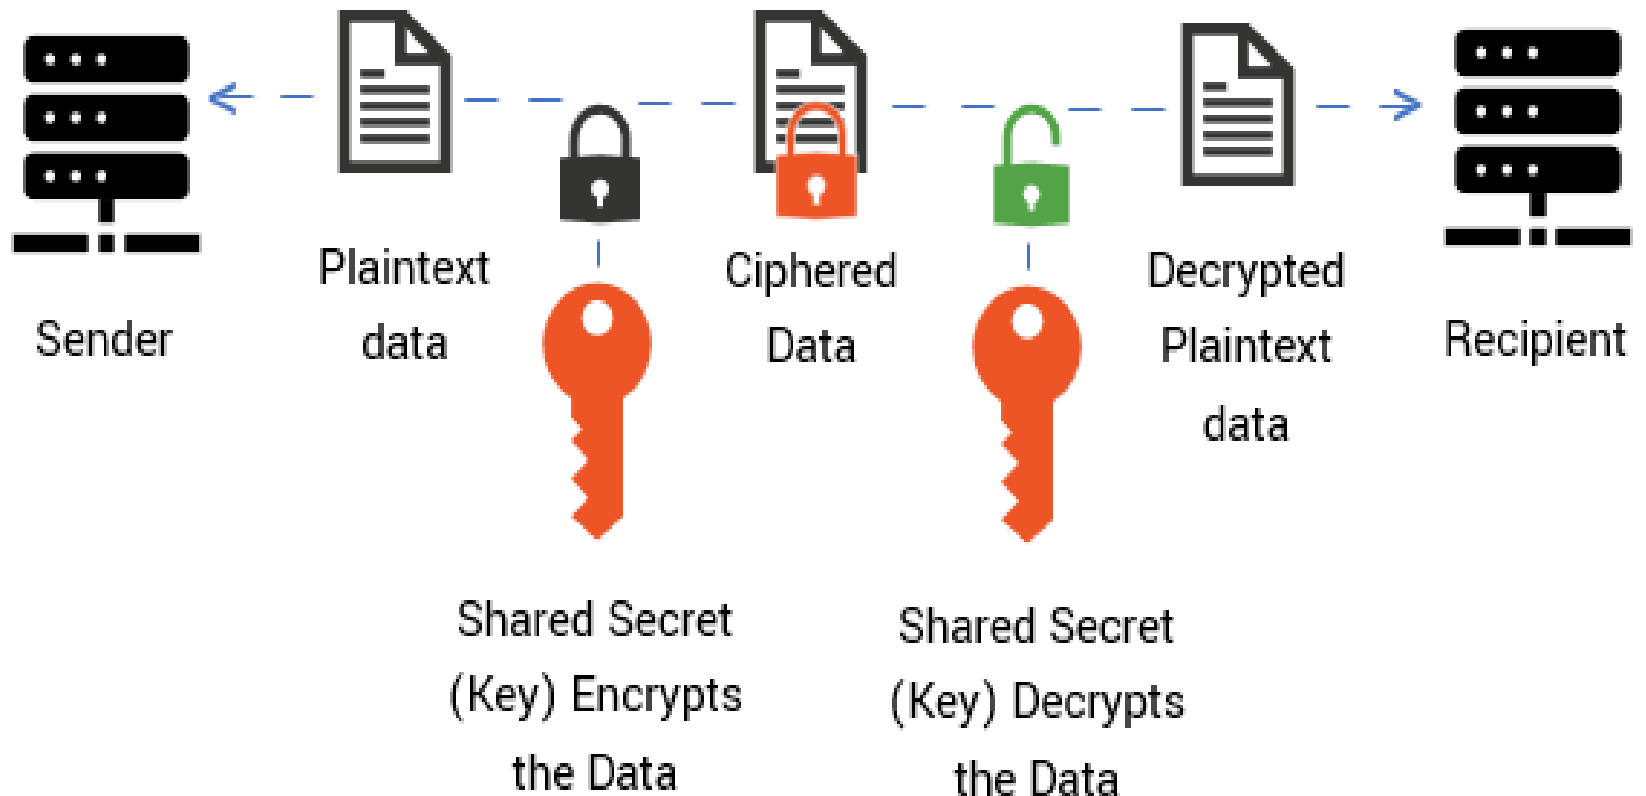 Sender
Plaintext
data
Ciphered
Data
Decrypted
Plaintext
data
Recipient
Shared Secret
(Key) Encrypts
the Data
Shared Secret
(Key) Decrypts
the Data